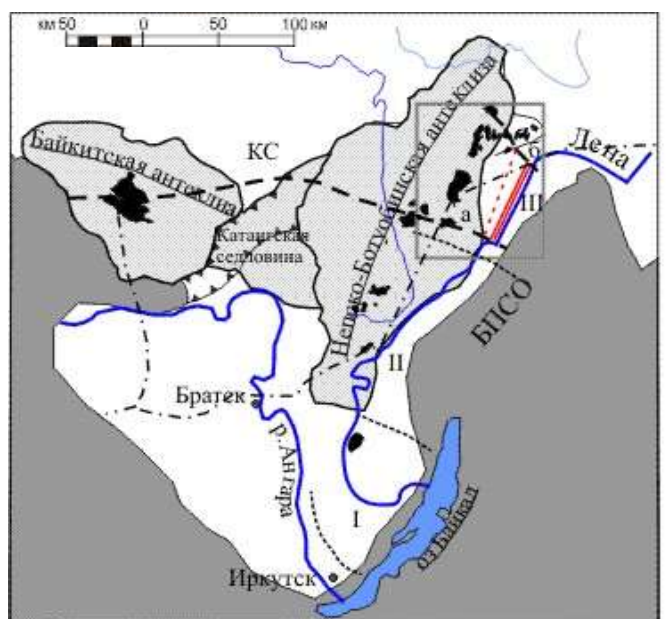 км 50 0 50 100 км
Байкитская антеклиза
КС
Катангская
седловина
Непско-Ботуобинская антеклиза
Лена
б
а
III
БПСО
II
Братск
р. Ангара
I
Иркутск
оз Байкал